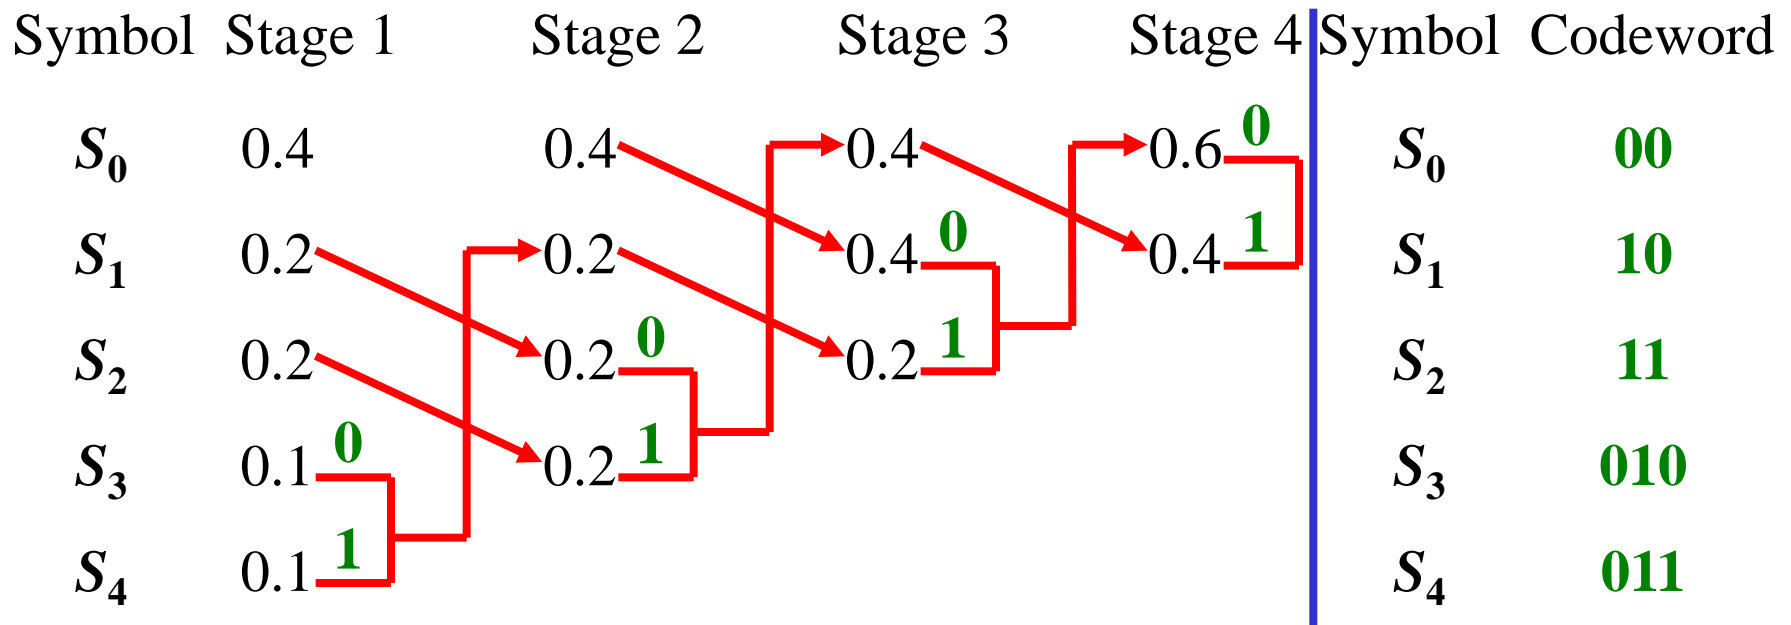 Symbol Stage 1 Stage 2 Stage 3 Stage 4 Symbol Codeword
S0 0.4 0.4 0.4 0.6 0 S0 00
S1 0.2 0.2 0.4 0 0.4 1 S1 10
S2 0.2 0.2 0 0.2 1 S2 11
S3 0.1 0 0.2 1 S3 010
S4 0.1 1 S4 011